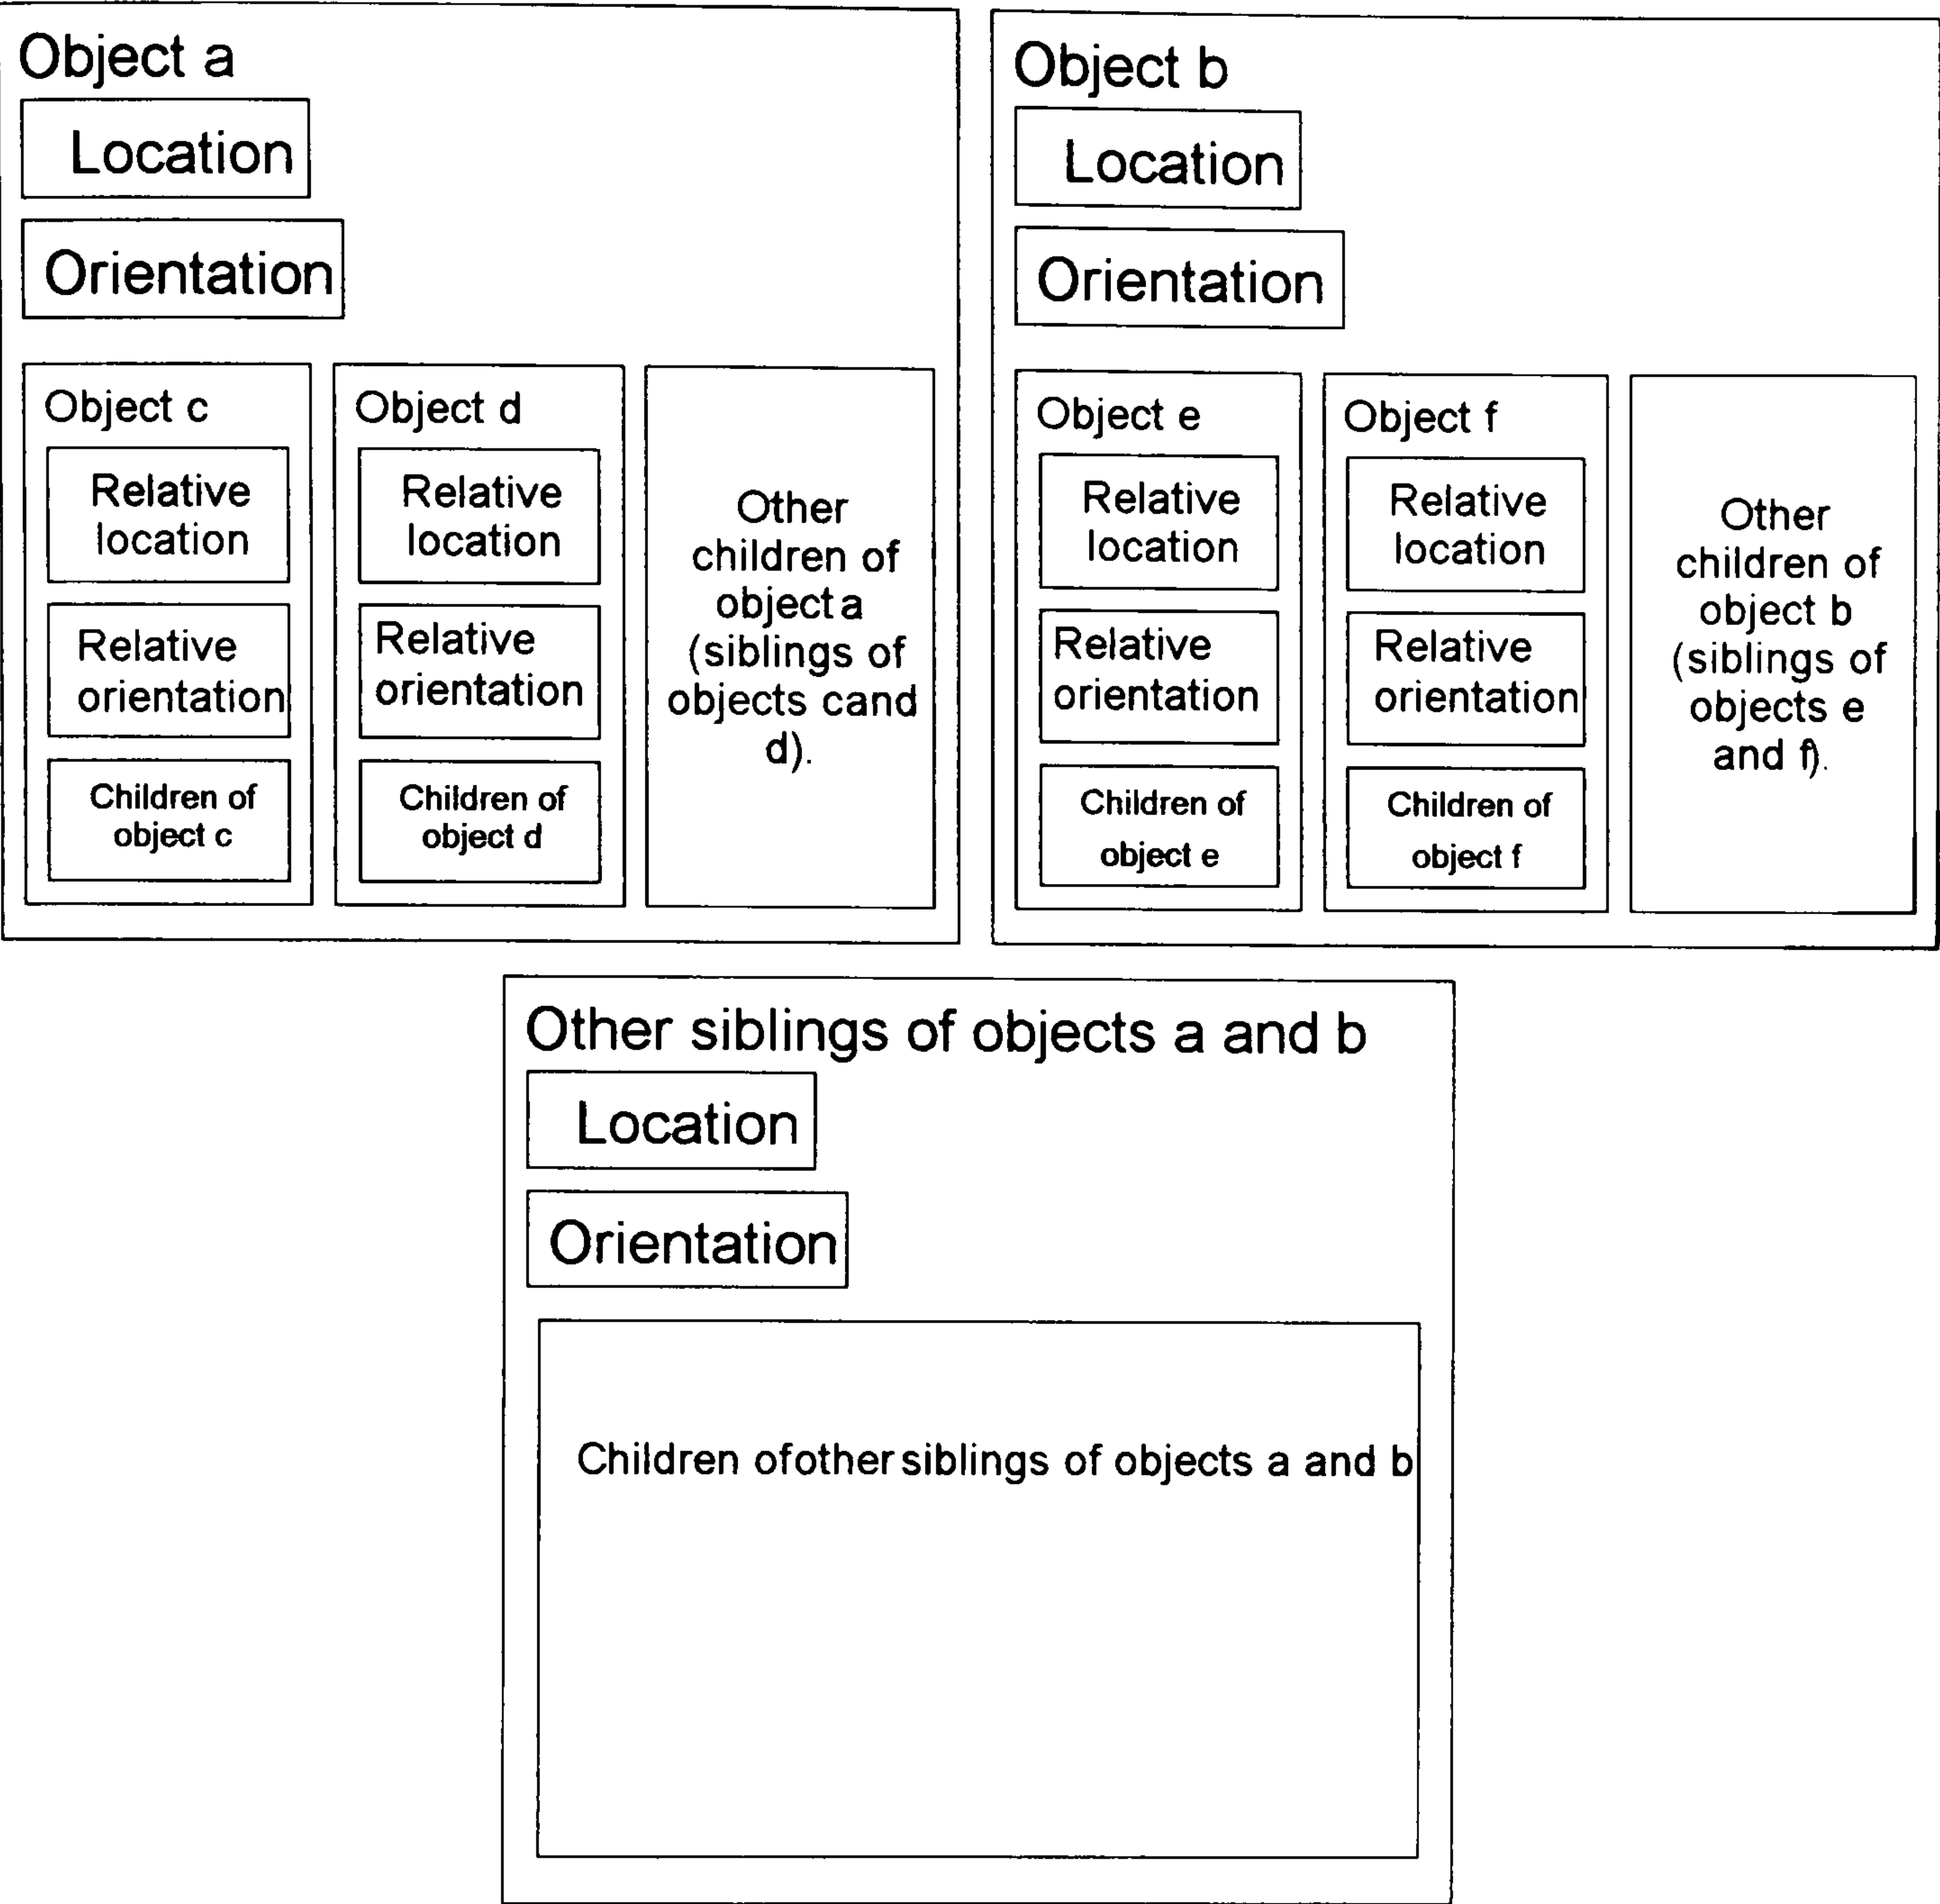 Object a
Location
Orientation
Object c
Relative
location
Relative
orientation
Children of
object c
Object d
Relative
location
Relative
orientation
Children of
object d
Other
children of
object a
(siblings of
objects cand
d).
Object b
Location
Orientation
Object e
Relative
location
Relative
orientation
Children of
object e
Object f
Relative
location
Relative
orientation
Children of
object f
Other
children of
object b
(siblings of
objects e
and f).
Other siblings of objects a and b
Location
Orientation
Children ofother siblings of objects a and b